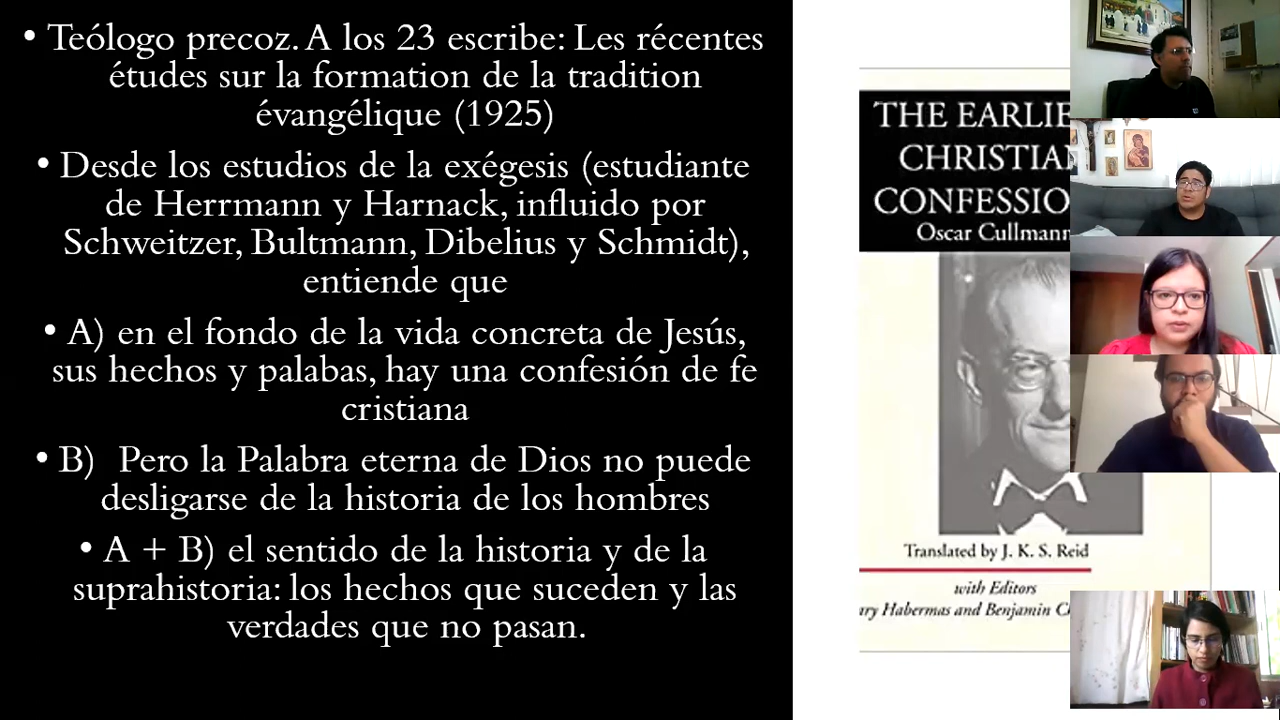 • Teólogo precoz. A los 23 escribe: Les récentes
études sur la formation de la tradition
évangélique (1925)
• Desde los estudios de la exégesis (estudiante
de Herrmann y Harnack, influido por
Schweitzer, Bultmann, Dibelius y Schmidt),
entiende que
• A) en el fondo de la vida concreta de Jesús,
sus hechos y palabas, hay una confesión de fe
cristiana
• B) Pero la Palabra eterna de Dios no puede
desligarse de la historia de los hombres
• A + B) el sentido de la historia y de la
suprahistoria: los hechos que suceden y las
verdades que no pasan.
THE EARLIE
CHRISTIAN
CONFESSIO
Oscar Cullmann
Translated by J. K. S. Reid
with Editors
ary Habermas and Benjamin C